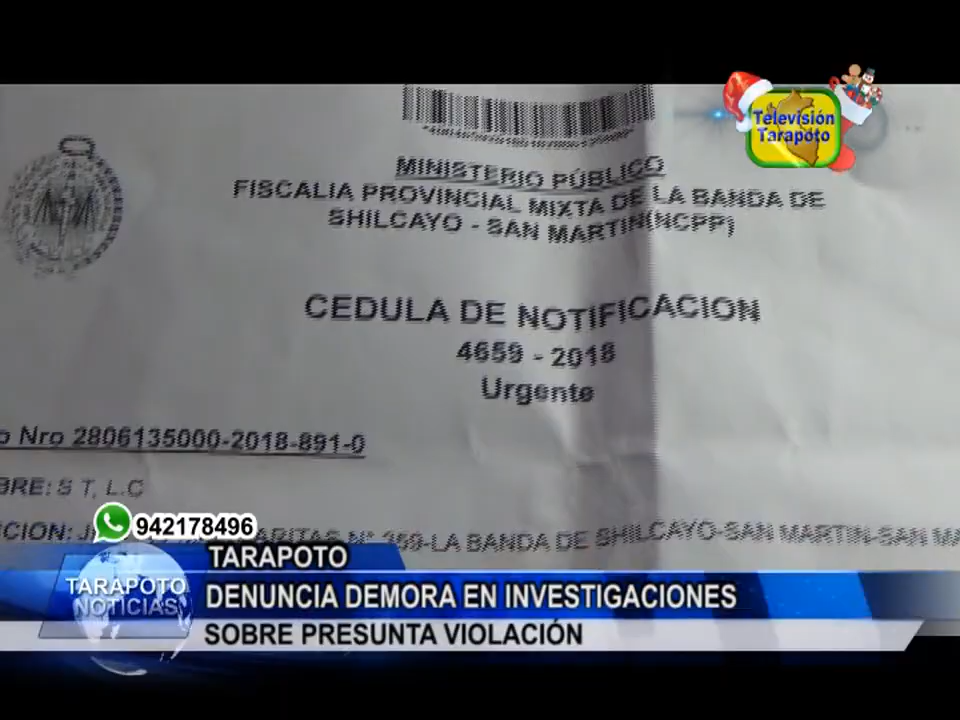 Televisión
Tarapoto
MINISTERIO PÚBLICO
FISCALIA PROVINCIAL MIXTA DE LA BANDA DE
SHILCAYO - SAN MARTIN(NCPP)
CEDULA DE NOTIFICACION
4659 - 2018
Urgente
o Nro 2806135000-2018-891-0
BRE: S T, L.C
CION:
ARITAS N° 359-LA BANDA DE SHILCAYO-SAN MARTIN-SAN MA
942178496
TARAPOTO
TARAPOTO
NOTICIAS
DENUNCIA DEMORA EN INVESTIGACIONES
SOBRE PRESUNTA VIOLACIÓN